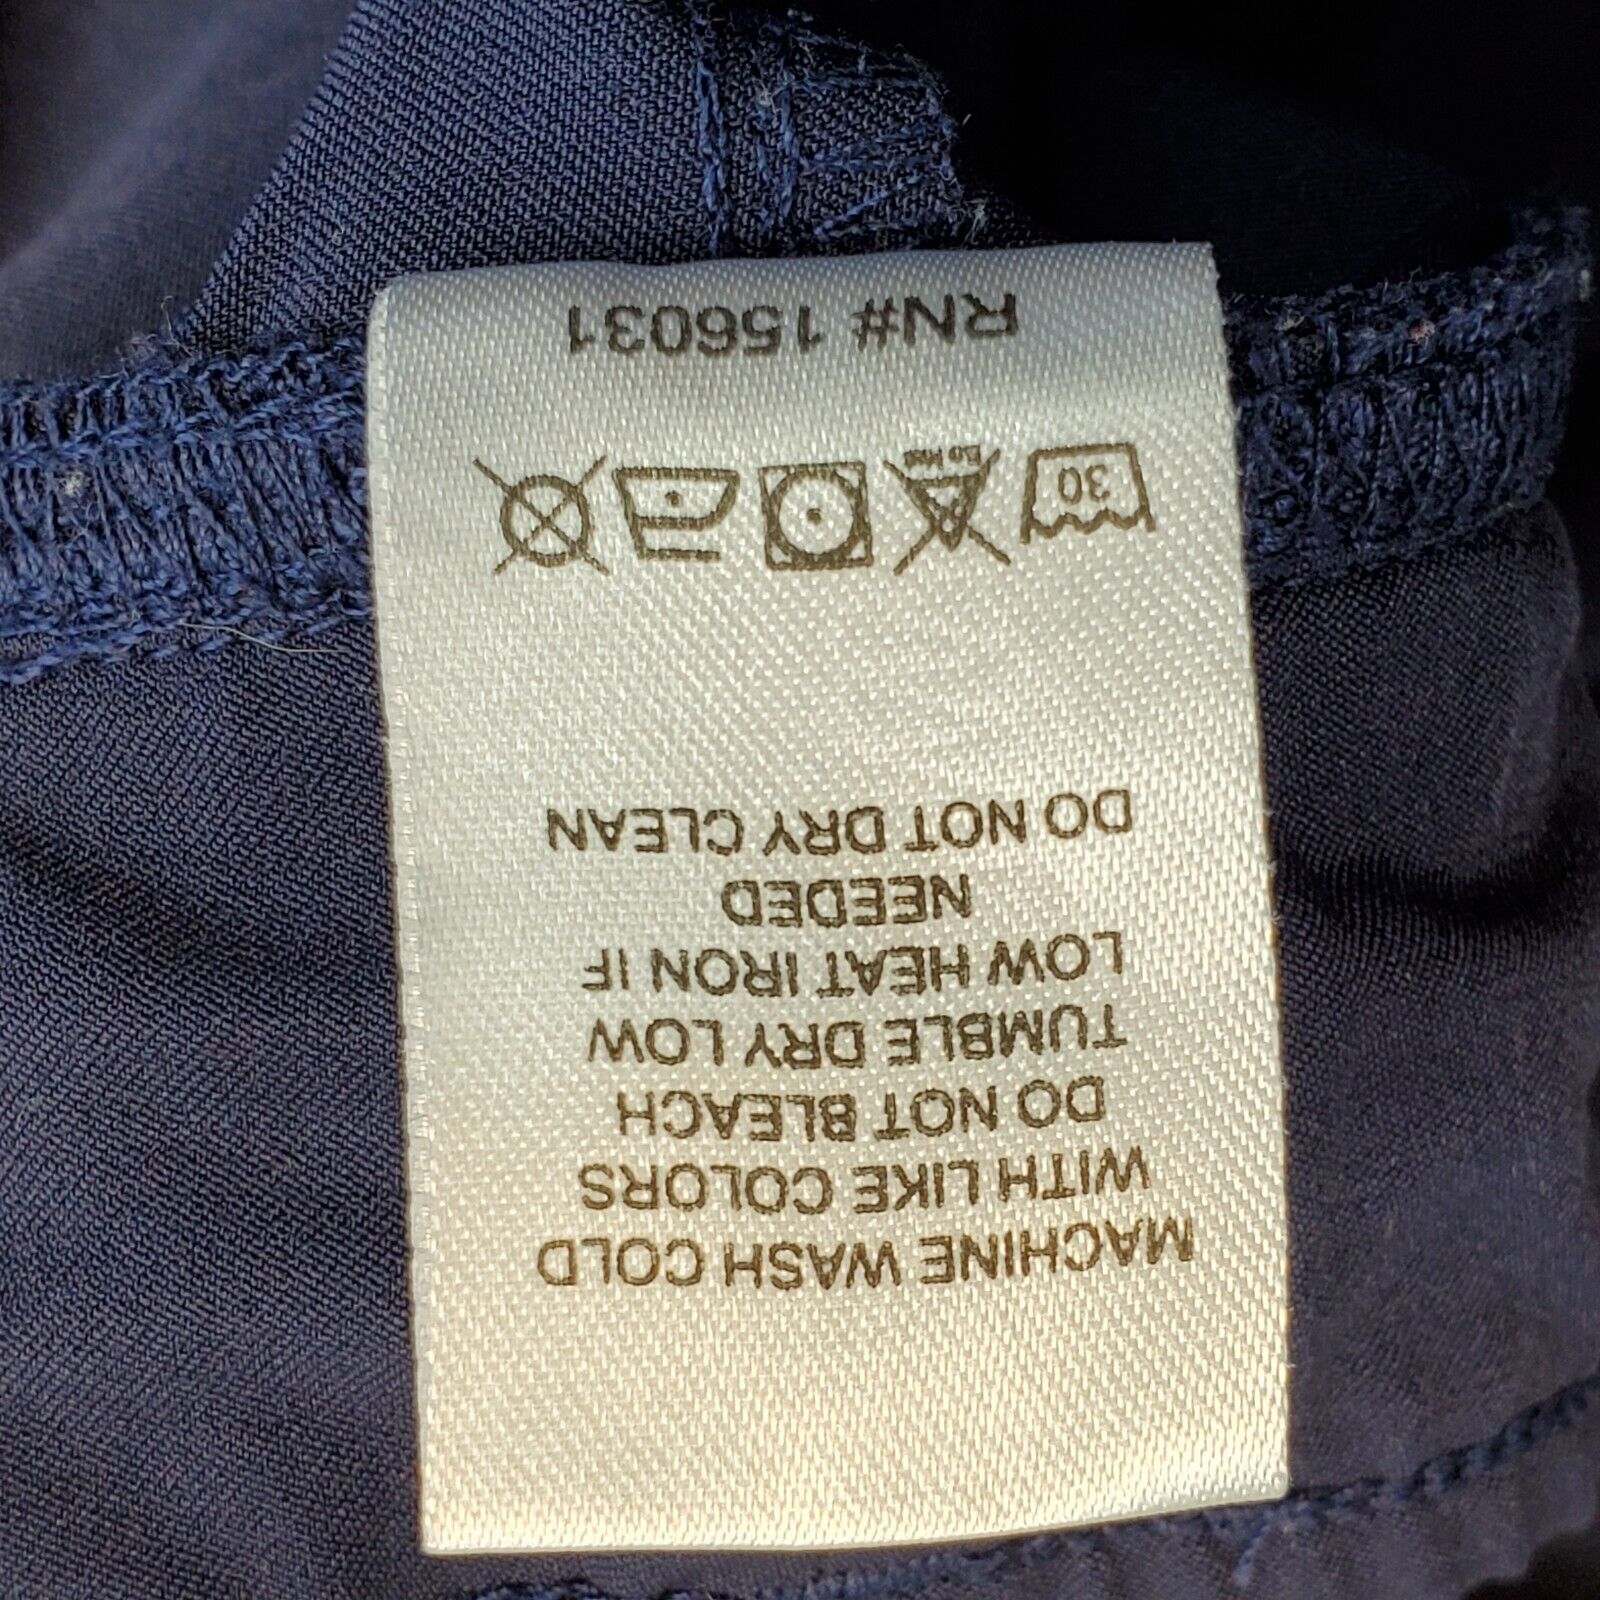 MACHINE WASH COLD
WITH LIKE COLORS
DO NOT BLEACH
TUMBLE DRY LOW
LOW HEAT IRON IF
NEEDED
DO NOT DRY CLEAN
30
RN# 156031